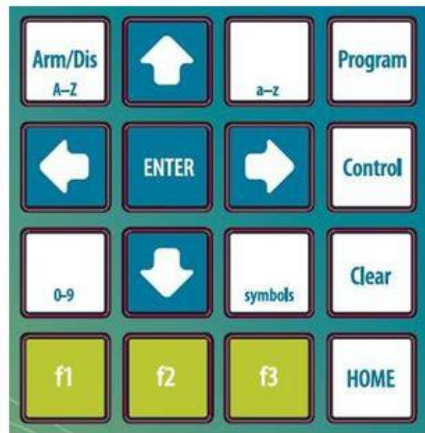 Arm/Dis
A–Z
a–z
Program
ENTER
Control
0-9
symbols
Clear
f1
f2
f3
HOME